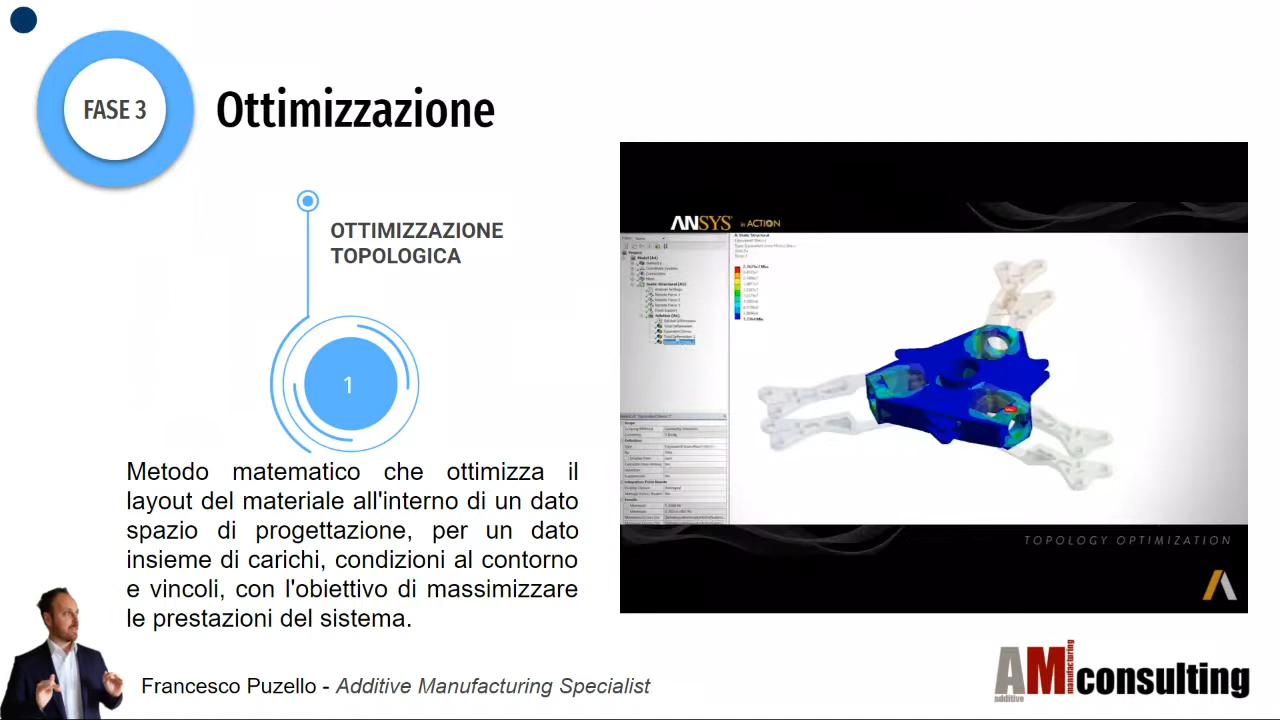 FASE 3
Ottimizzazione
OTTIMIZZAZIONE
TOPOLOGICA
1
Metodo matematico che ottimizza il
layout del materiale all'interno di un dato
spazio di progettazione, per un dato
insieme di carichi, condizioni al contorno
e vincoli, con l'obiettivo di massimizzare
le prestazioni del sistema.
ANSYS in ACTION
TOPOLOGY OPTIMIZATION
Francesco Puzello - Additive Manufacturing Specialist
AM consulting
additive
manufacturing